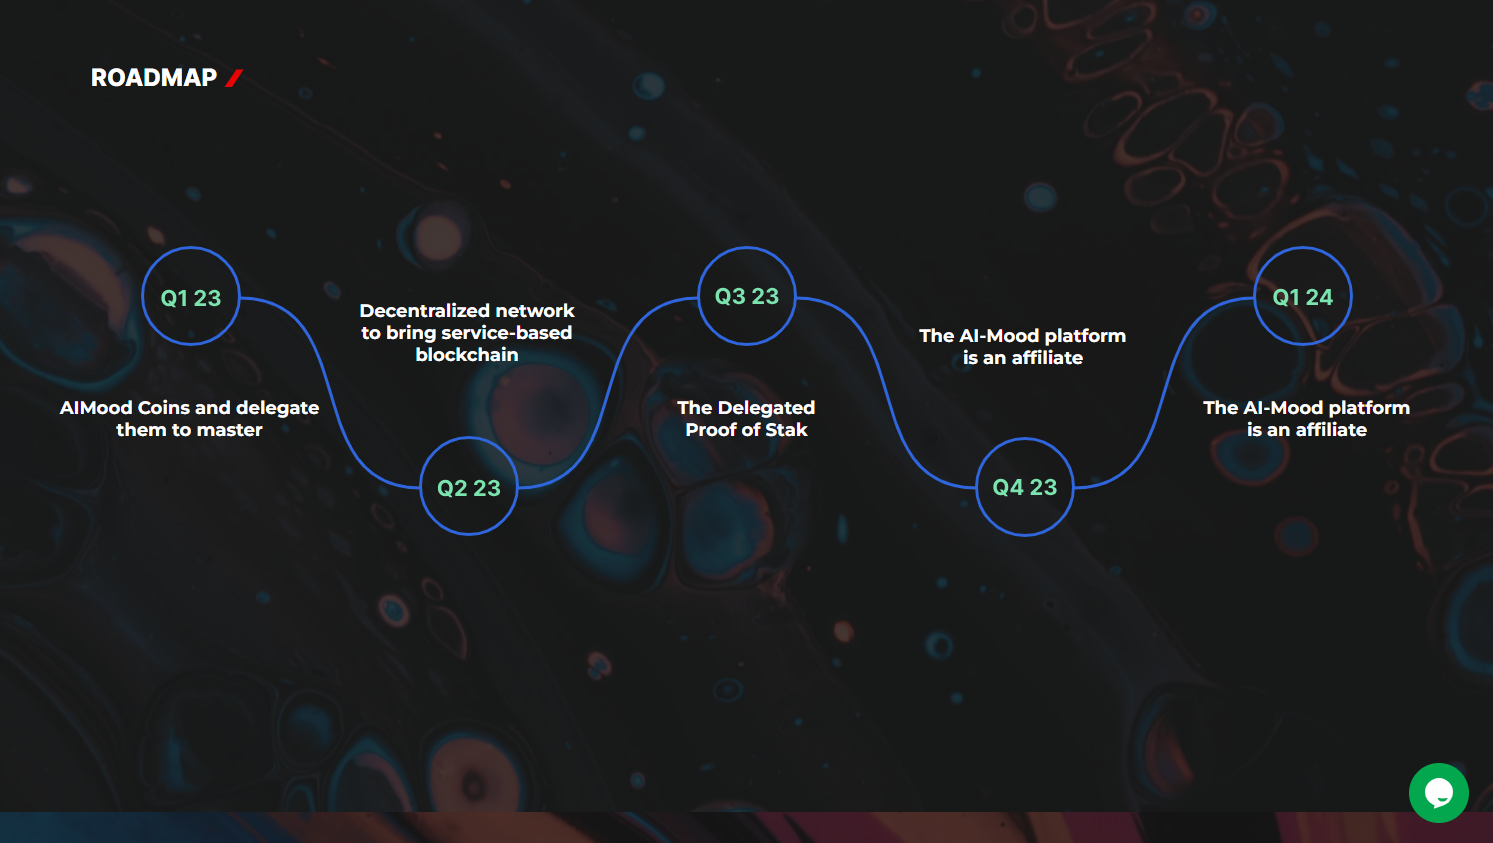 ROADMAP
Q1 23
AIMood Coins and delegate
them to master
Decentralized network
to bring service-based
blockchain
Q2 23
Q3 23
The Delegated
Proof of Stak
The AI-Mood platform
is an affiliate
Q4 23
Q1 24
The AI-Mood platform
is an affiliate